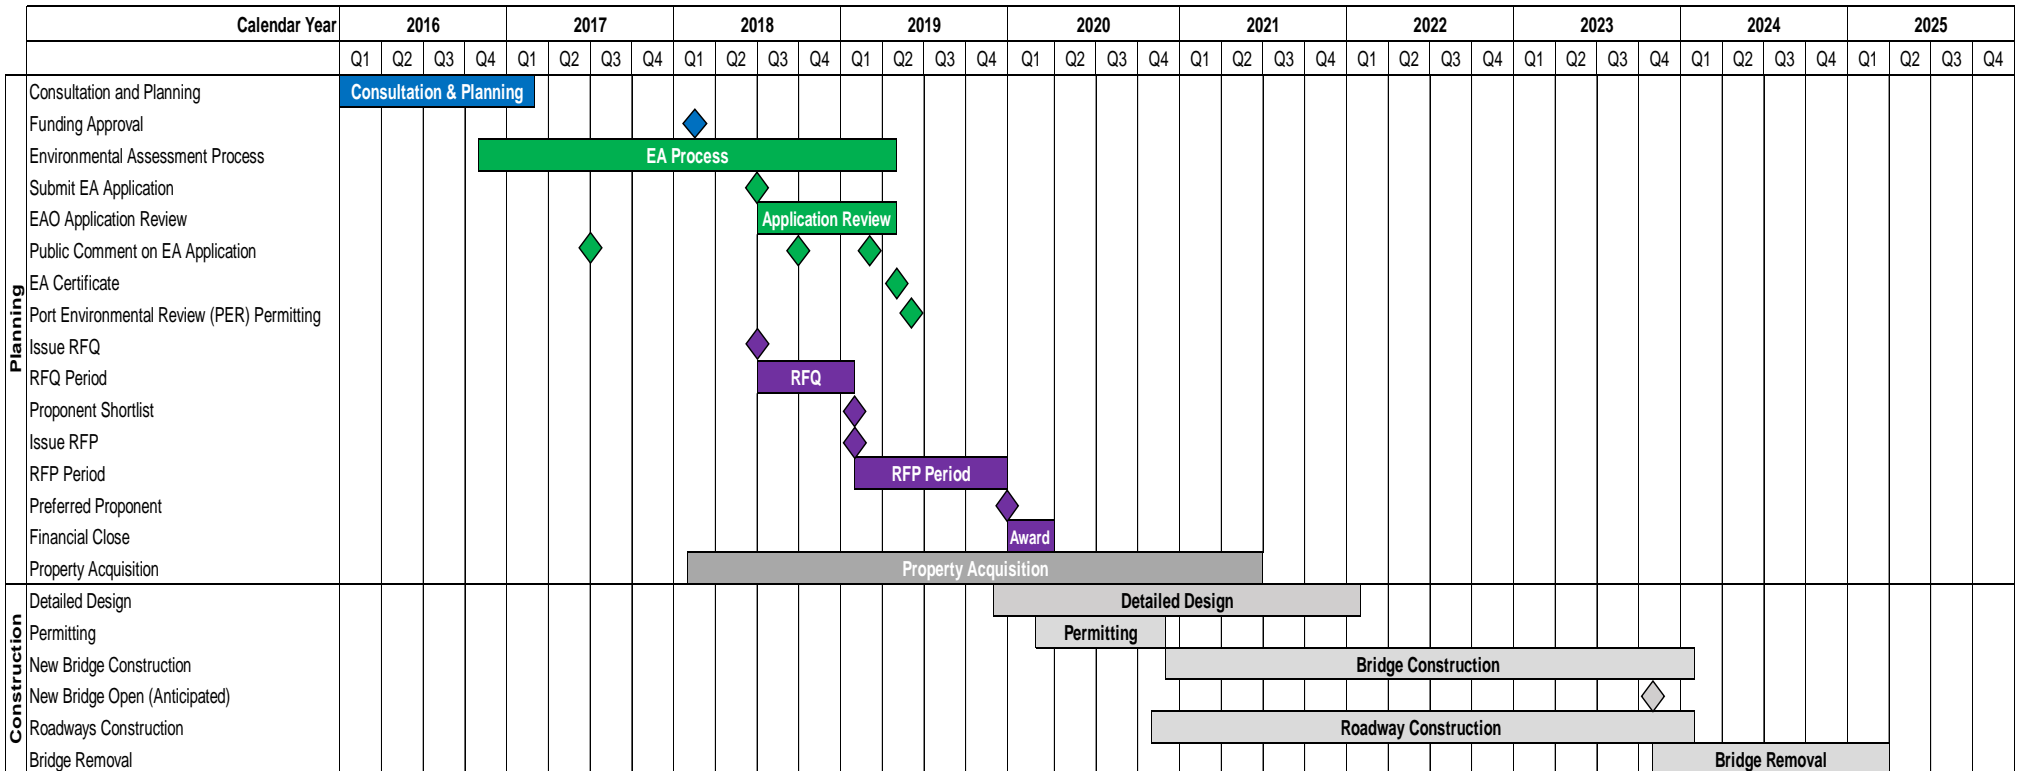 Calendar Year 2016 2017 2018 2019 2020 2021 2022 2023 2024 2025
Q1 Q2 Q3 Q4 Q1 Q2 Q3 Q4 Q1 Q2 Q3 Q4 Q1 Q2 Q3 Q4 Q1 Q2 Q3 Q4 Q1 Q2 Q3 Q4 Q1 Q2 Q3 Q4 Q1 Q2 Q3 Q4 Q1 Q2 Q3 Q4 Q1 Q2 Q3 Q4
Planning
Consultation and Planning Consultation & Planning
Funding Approval
Environmental Assessment Process EA Process
Submit EA Application
EAO Application Review Application Review
Public Comment on EA Application
EA Certificate
Port Environmental Review (PER) Permitting
Issue RFQ
RFQ Period RFQ
Proponent Shortlist
Issue RFP
RFP Period RFP Period
Preferred Proponent
Financial Close Award
Property Acquisition Property Acquisition
Construction
Detailed Design Detailed Design
Permitting Permitting
New Bridge Construction Bridge Construction
New Bridge Open (Anticipated)
Roadways Construction Roadway Construction
Bridge Removal Bridge Removal